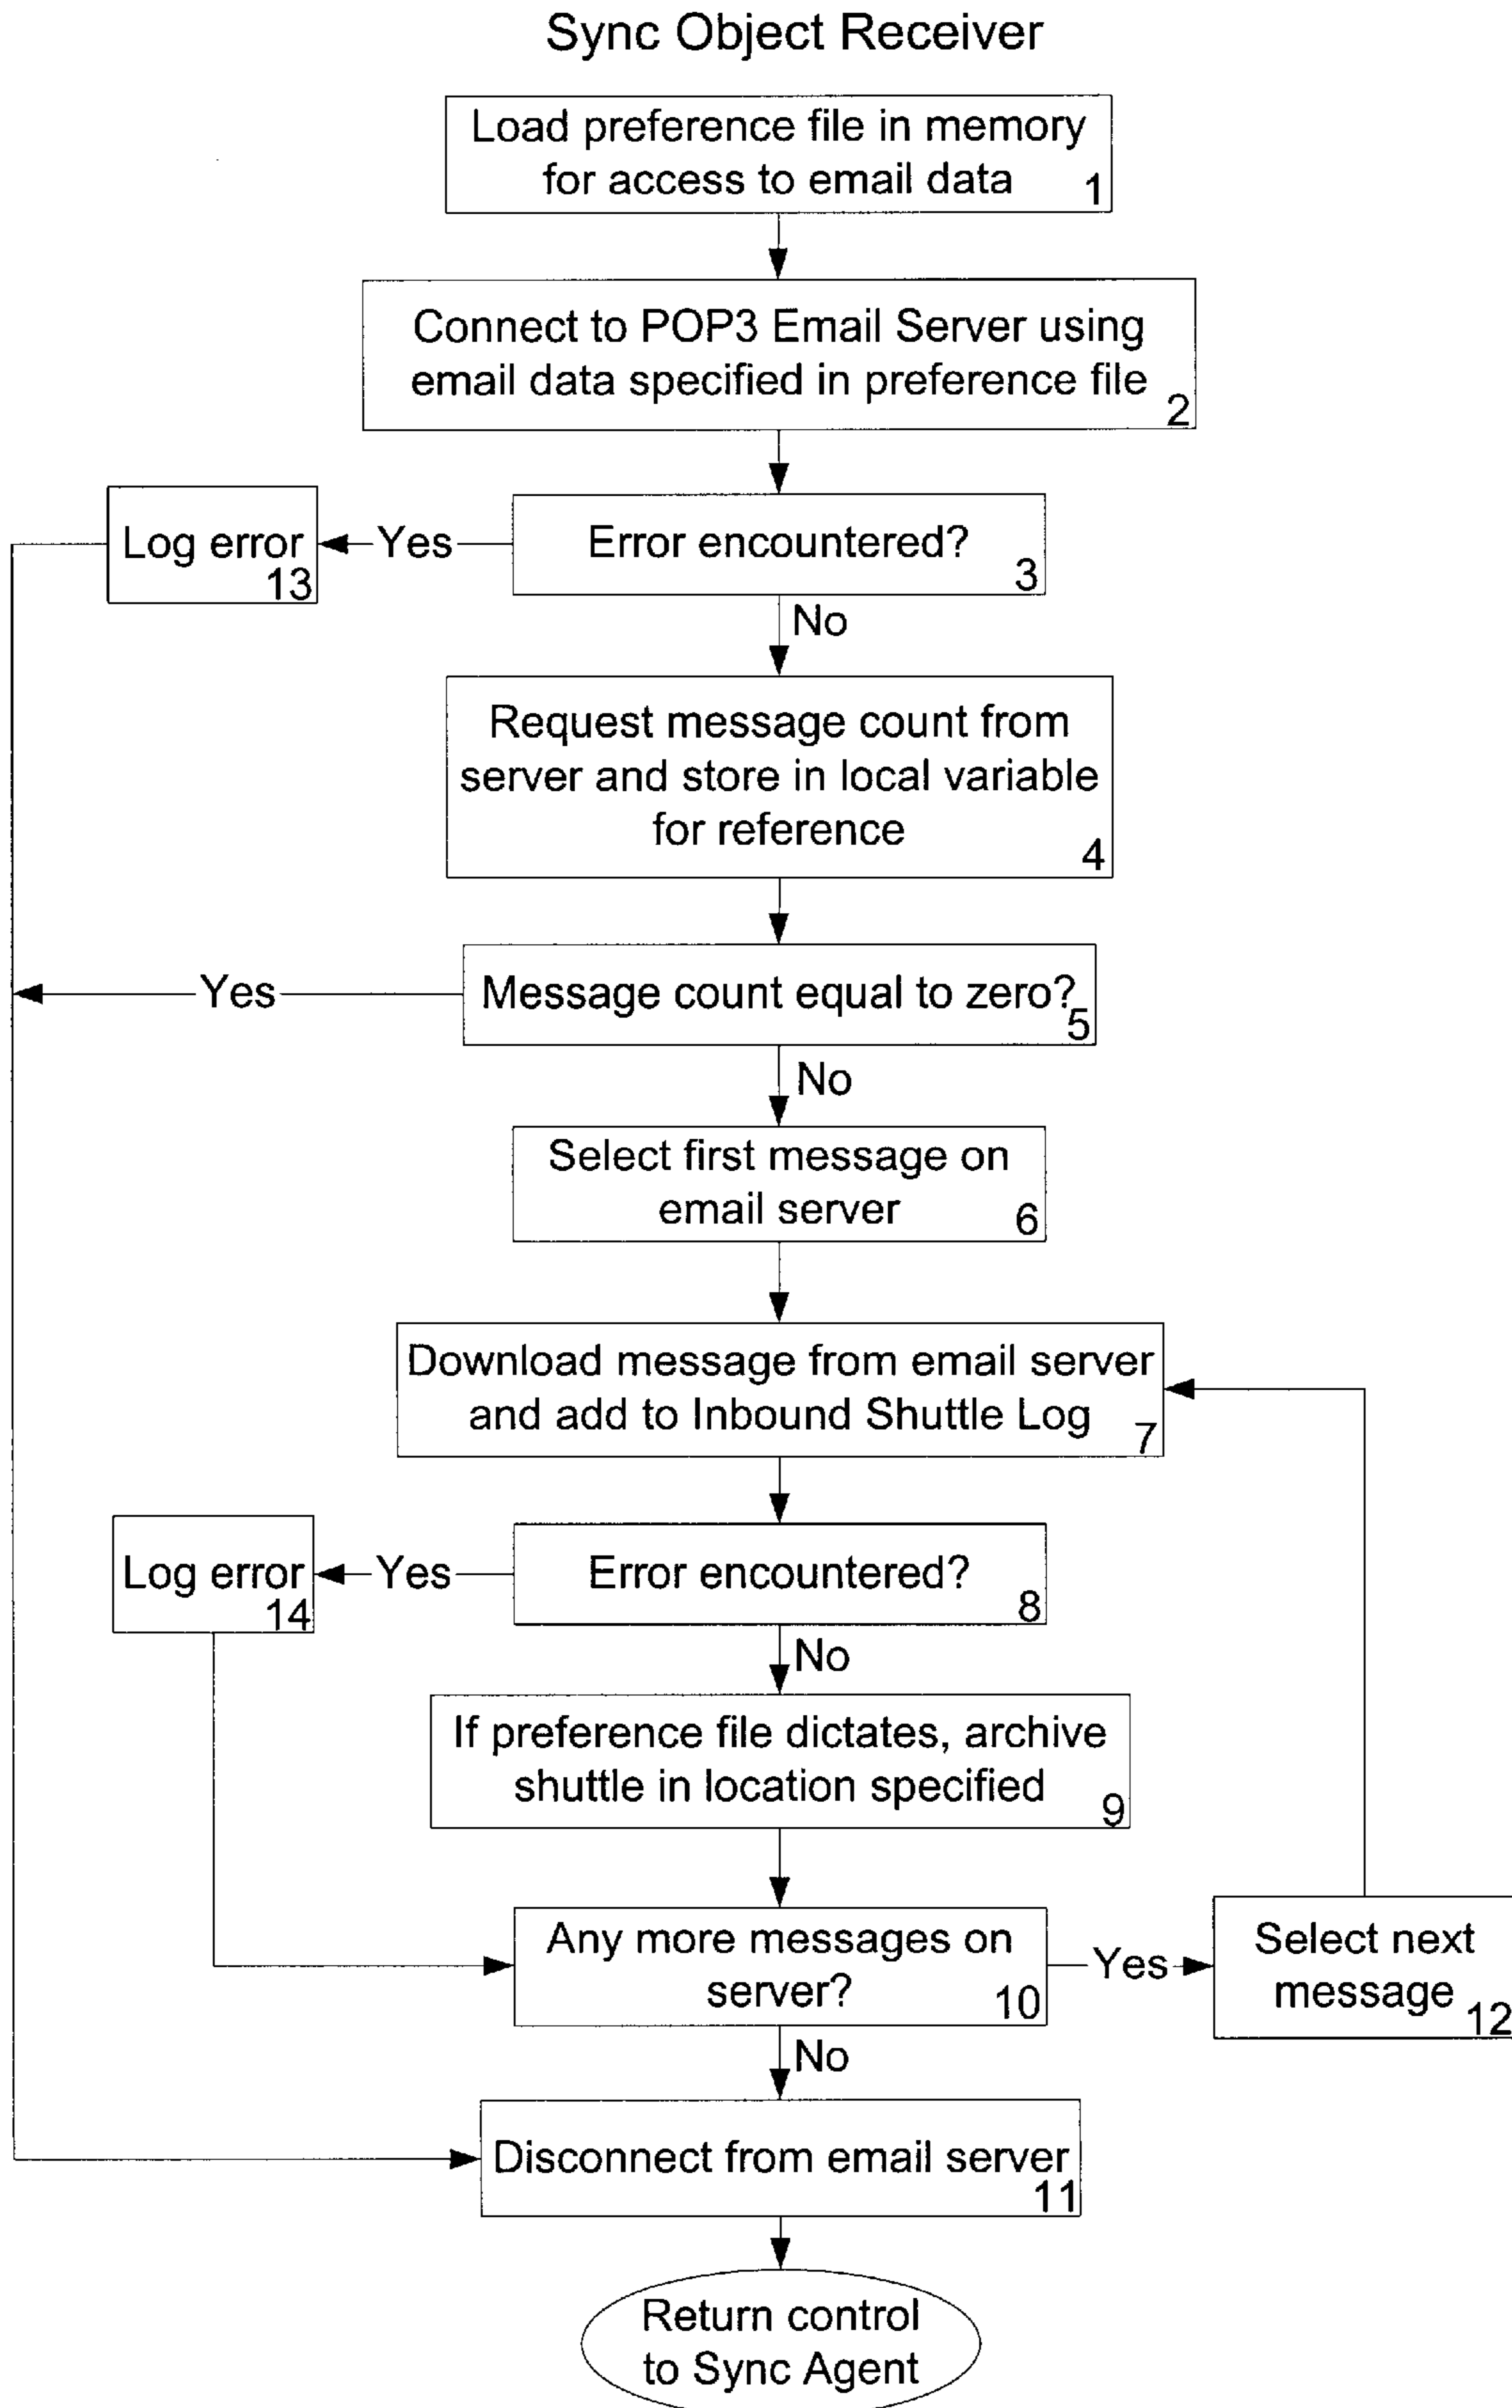 Sync Object Receiver
Load preference file in memory
for access to email data
1
Connect to POP3 Email Server using
email data specified in preference file
2
Log error
13
Yes
Error encountered?
3
No
Request message count from
server and store in local variable
for reference
4
Yes
Message count equal to zero?
5
No
Select first message on
email server
6
Download message from email server
and add to Inbound Shuttle Log
7
Log error
14
Yes
Error encountered?
8
No
If preference file dictates, archive
shuttle in location specified
9
Any more messages on
server?
10
Yes
Select next
message
12
No
Disconnect from email server
11
Return control
to Sync Agent